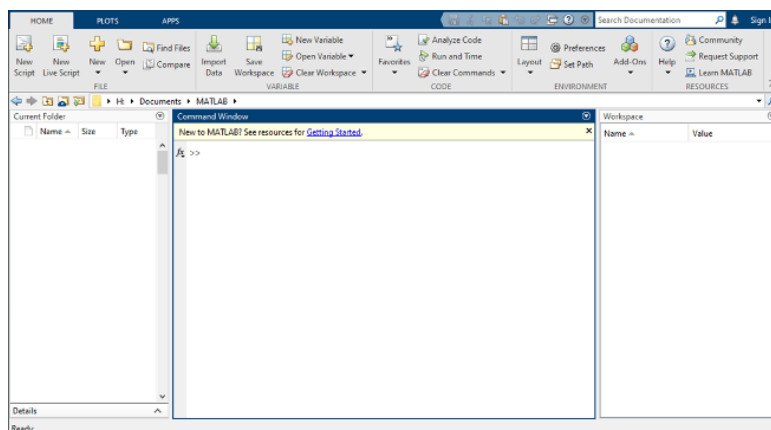 HOME PLOTS APPS Search Documentation Sign
New Script
New Live Script
New
Open
Find Files
Compare
FILE
Import Data
Save Workspace
New Variable
Open Variable
Clear Workspace
VARIABLE
Favorites
Analyze Code
Run and Time
Clear Commands
CODE
Layout
Preferences
Set Path
ENVIRONMENT
Add-Ons
Help
Community
Request Support
Learn MATLAB
RESOURCES
H: Documents MATLAB
Current Folder
Name Size Type
Details
Command Window
New to MATLAB? See resources for Getting Started.
fx >>
Workspace
Name Value
Ready